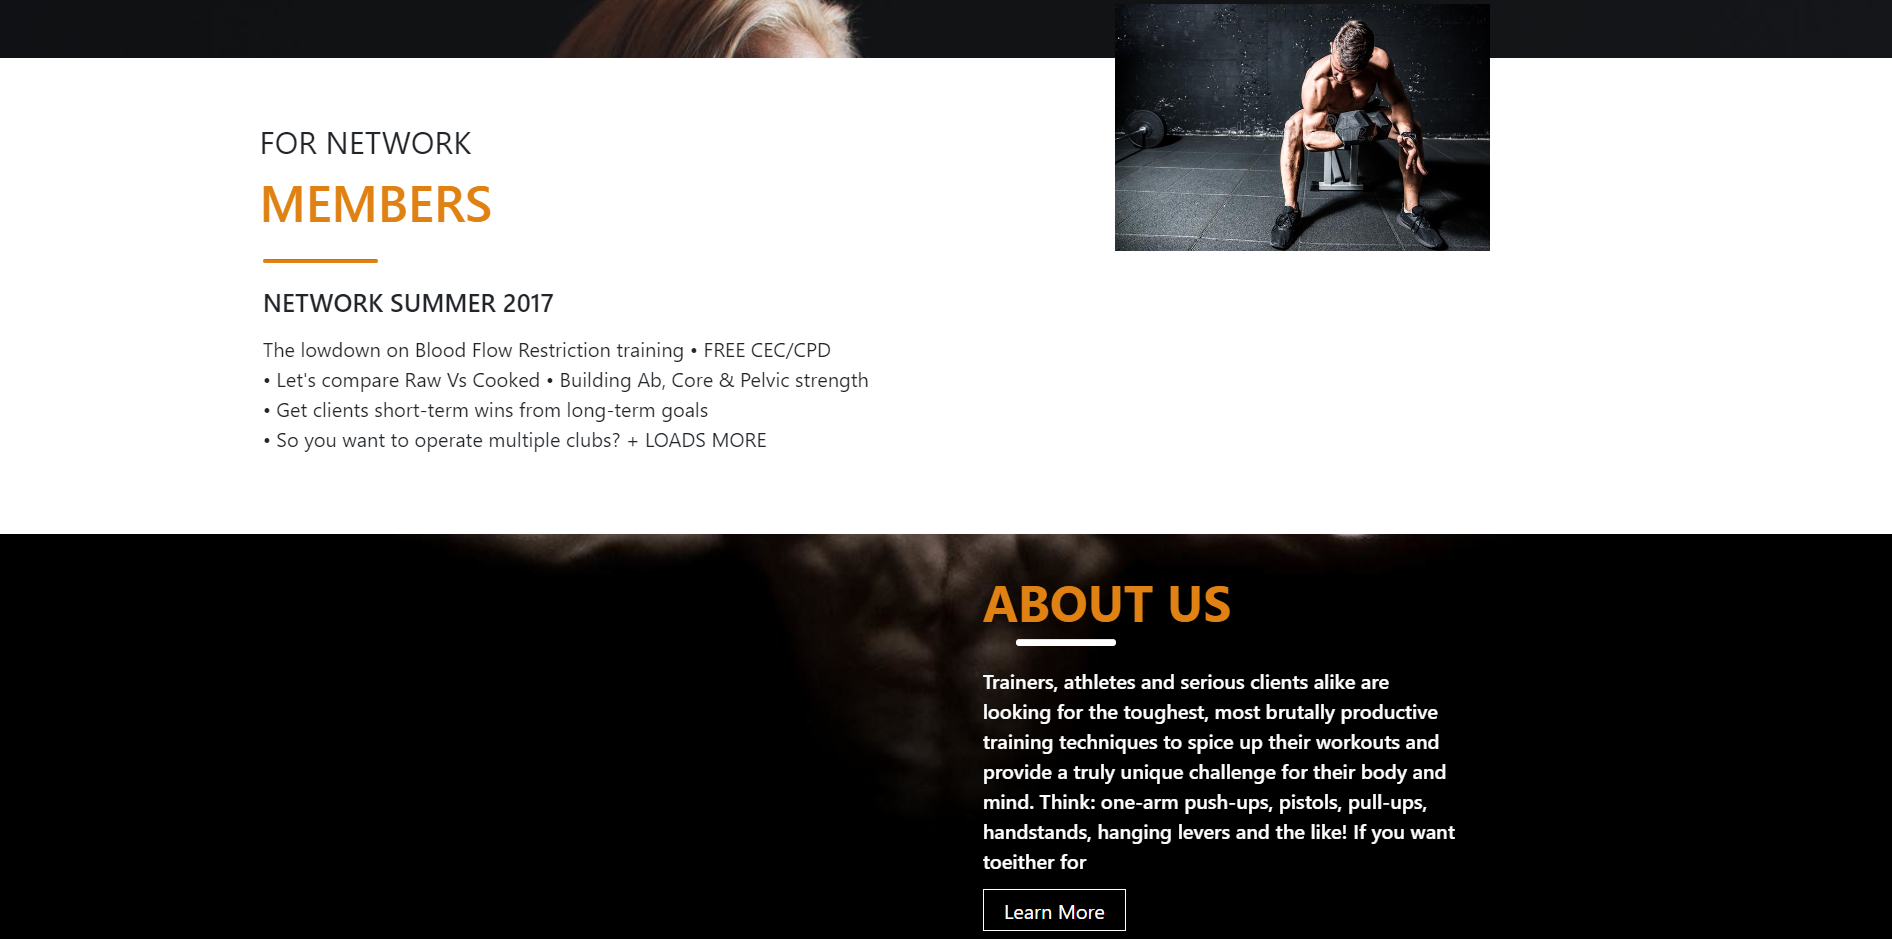 FOR NETWORK
MEMBERS
NETWORK SUMMER 2017
The lowdown on Blood Flow Restriction training • FREE CEC/CPD
• Let's compare Raw Vs Cooked • Building Ab, Core & Pelvic strength
• Get clients short-term wins from long-term goals
• So you want to operate multiple clubs? + LOADS MORE
ABOUT US
Trainers, athletes and serious clients alike are
looking for the toughest, most brutally productive
training techniques to spice up their workouts and
provide a truly unique challenge for their body and
mind. Think: one-arm push-ups, pistols, pull-ups,
handstands, hanging levers and the like! If you want
toeither for
Learn More